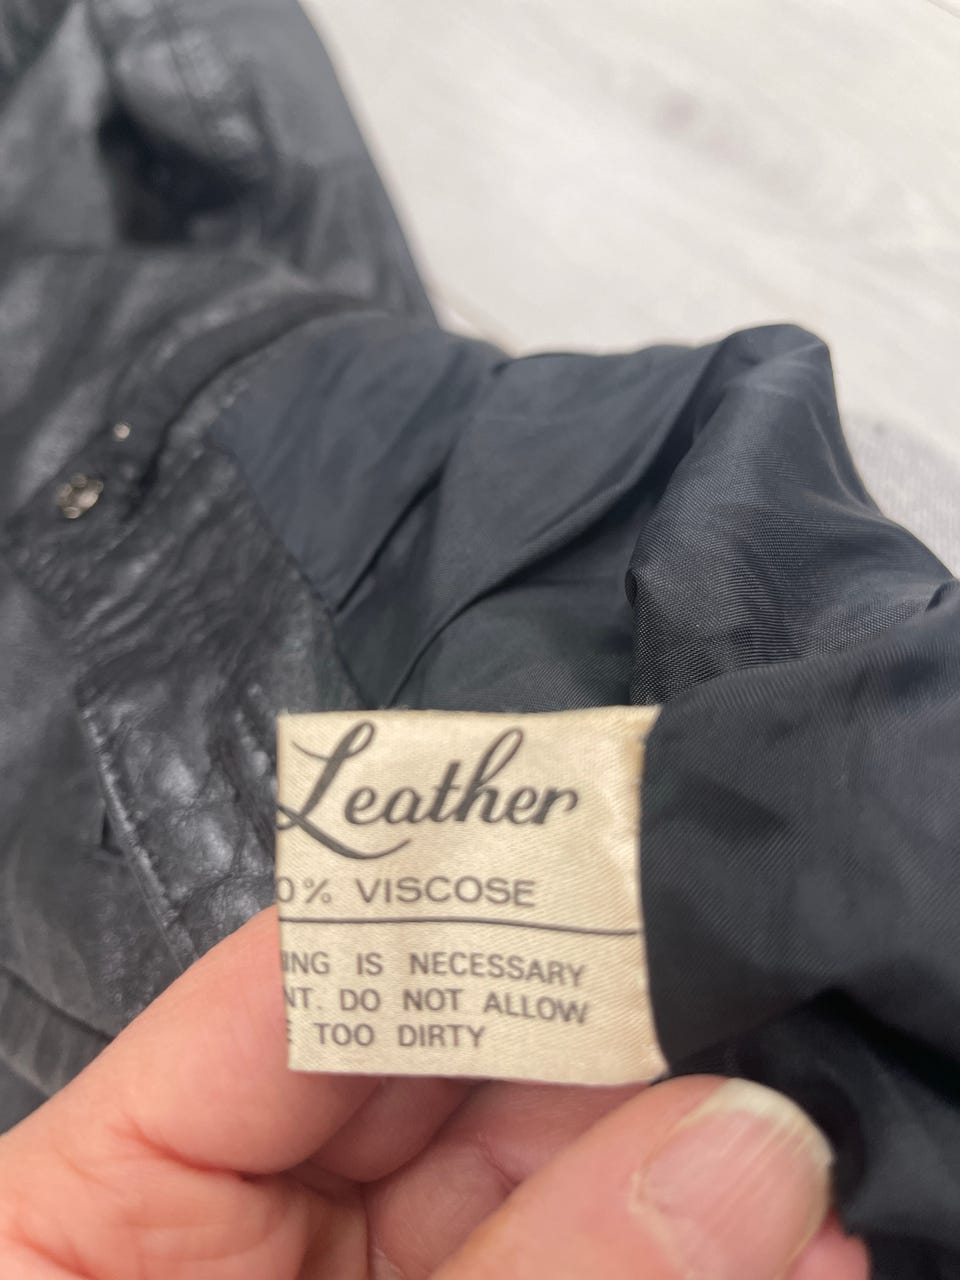 Leather
0% VISCOSE
ING IS NECESSARY
NT. DO NOT ALLOW
E TOO DIRTY